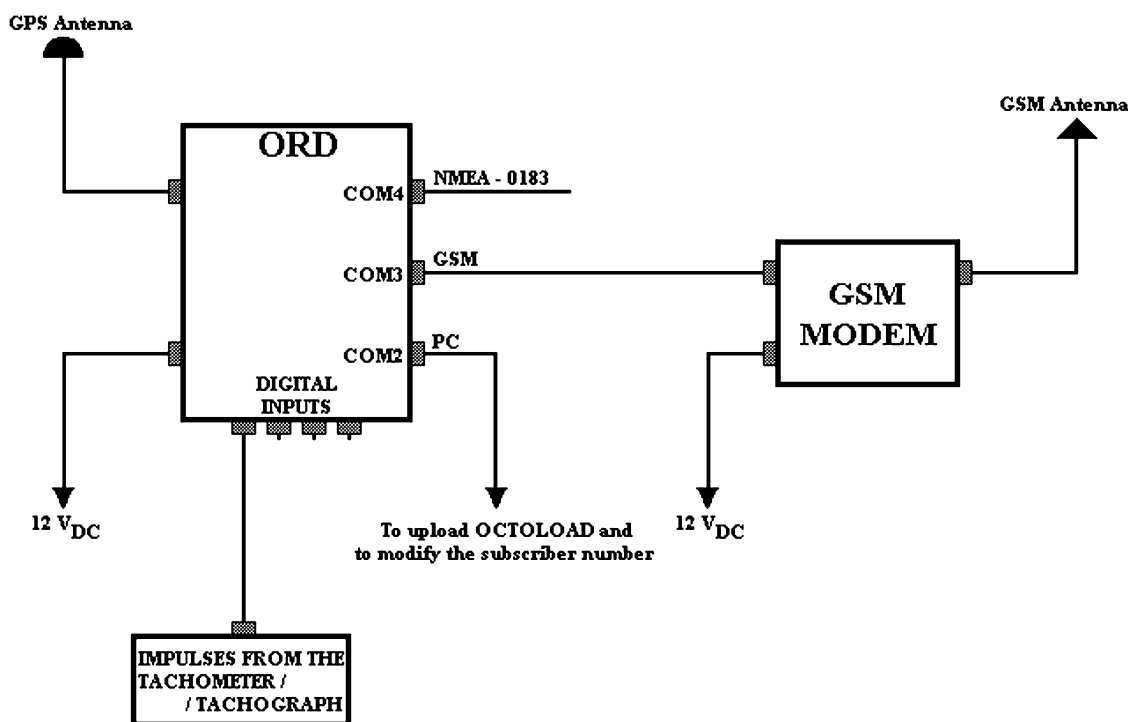 GPS Antenna
GSM Antenna
ORD
COM4
NMEA - 0183
COM3
GSM
GSM
MODEM
COM2
PC
DIGITAL
INPUTS
12 VDC
To upload OCTOLOAD and
to modify the subscriber number
12 VDC
IMPULSES FROM THE
TACHOMETER /
/ TACHOGRAPH